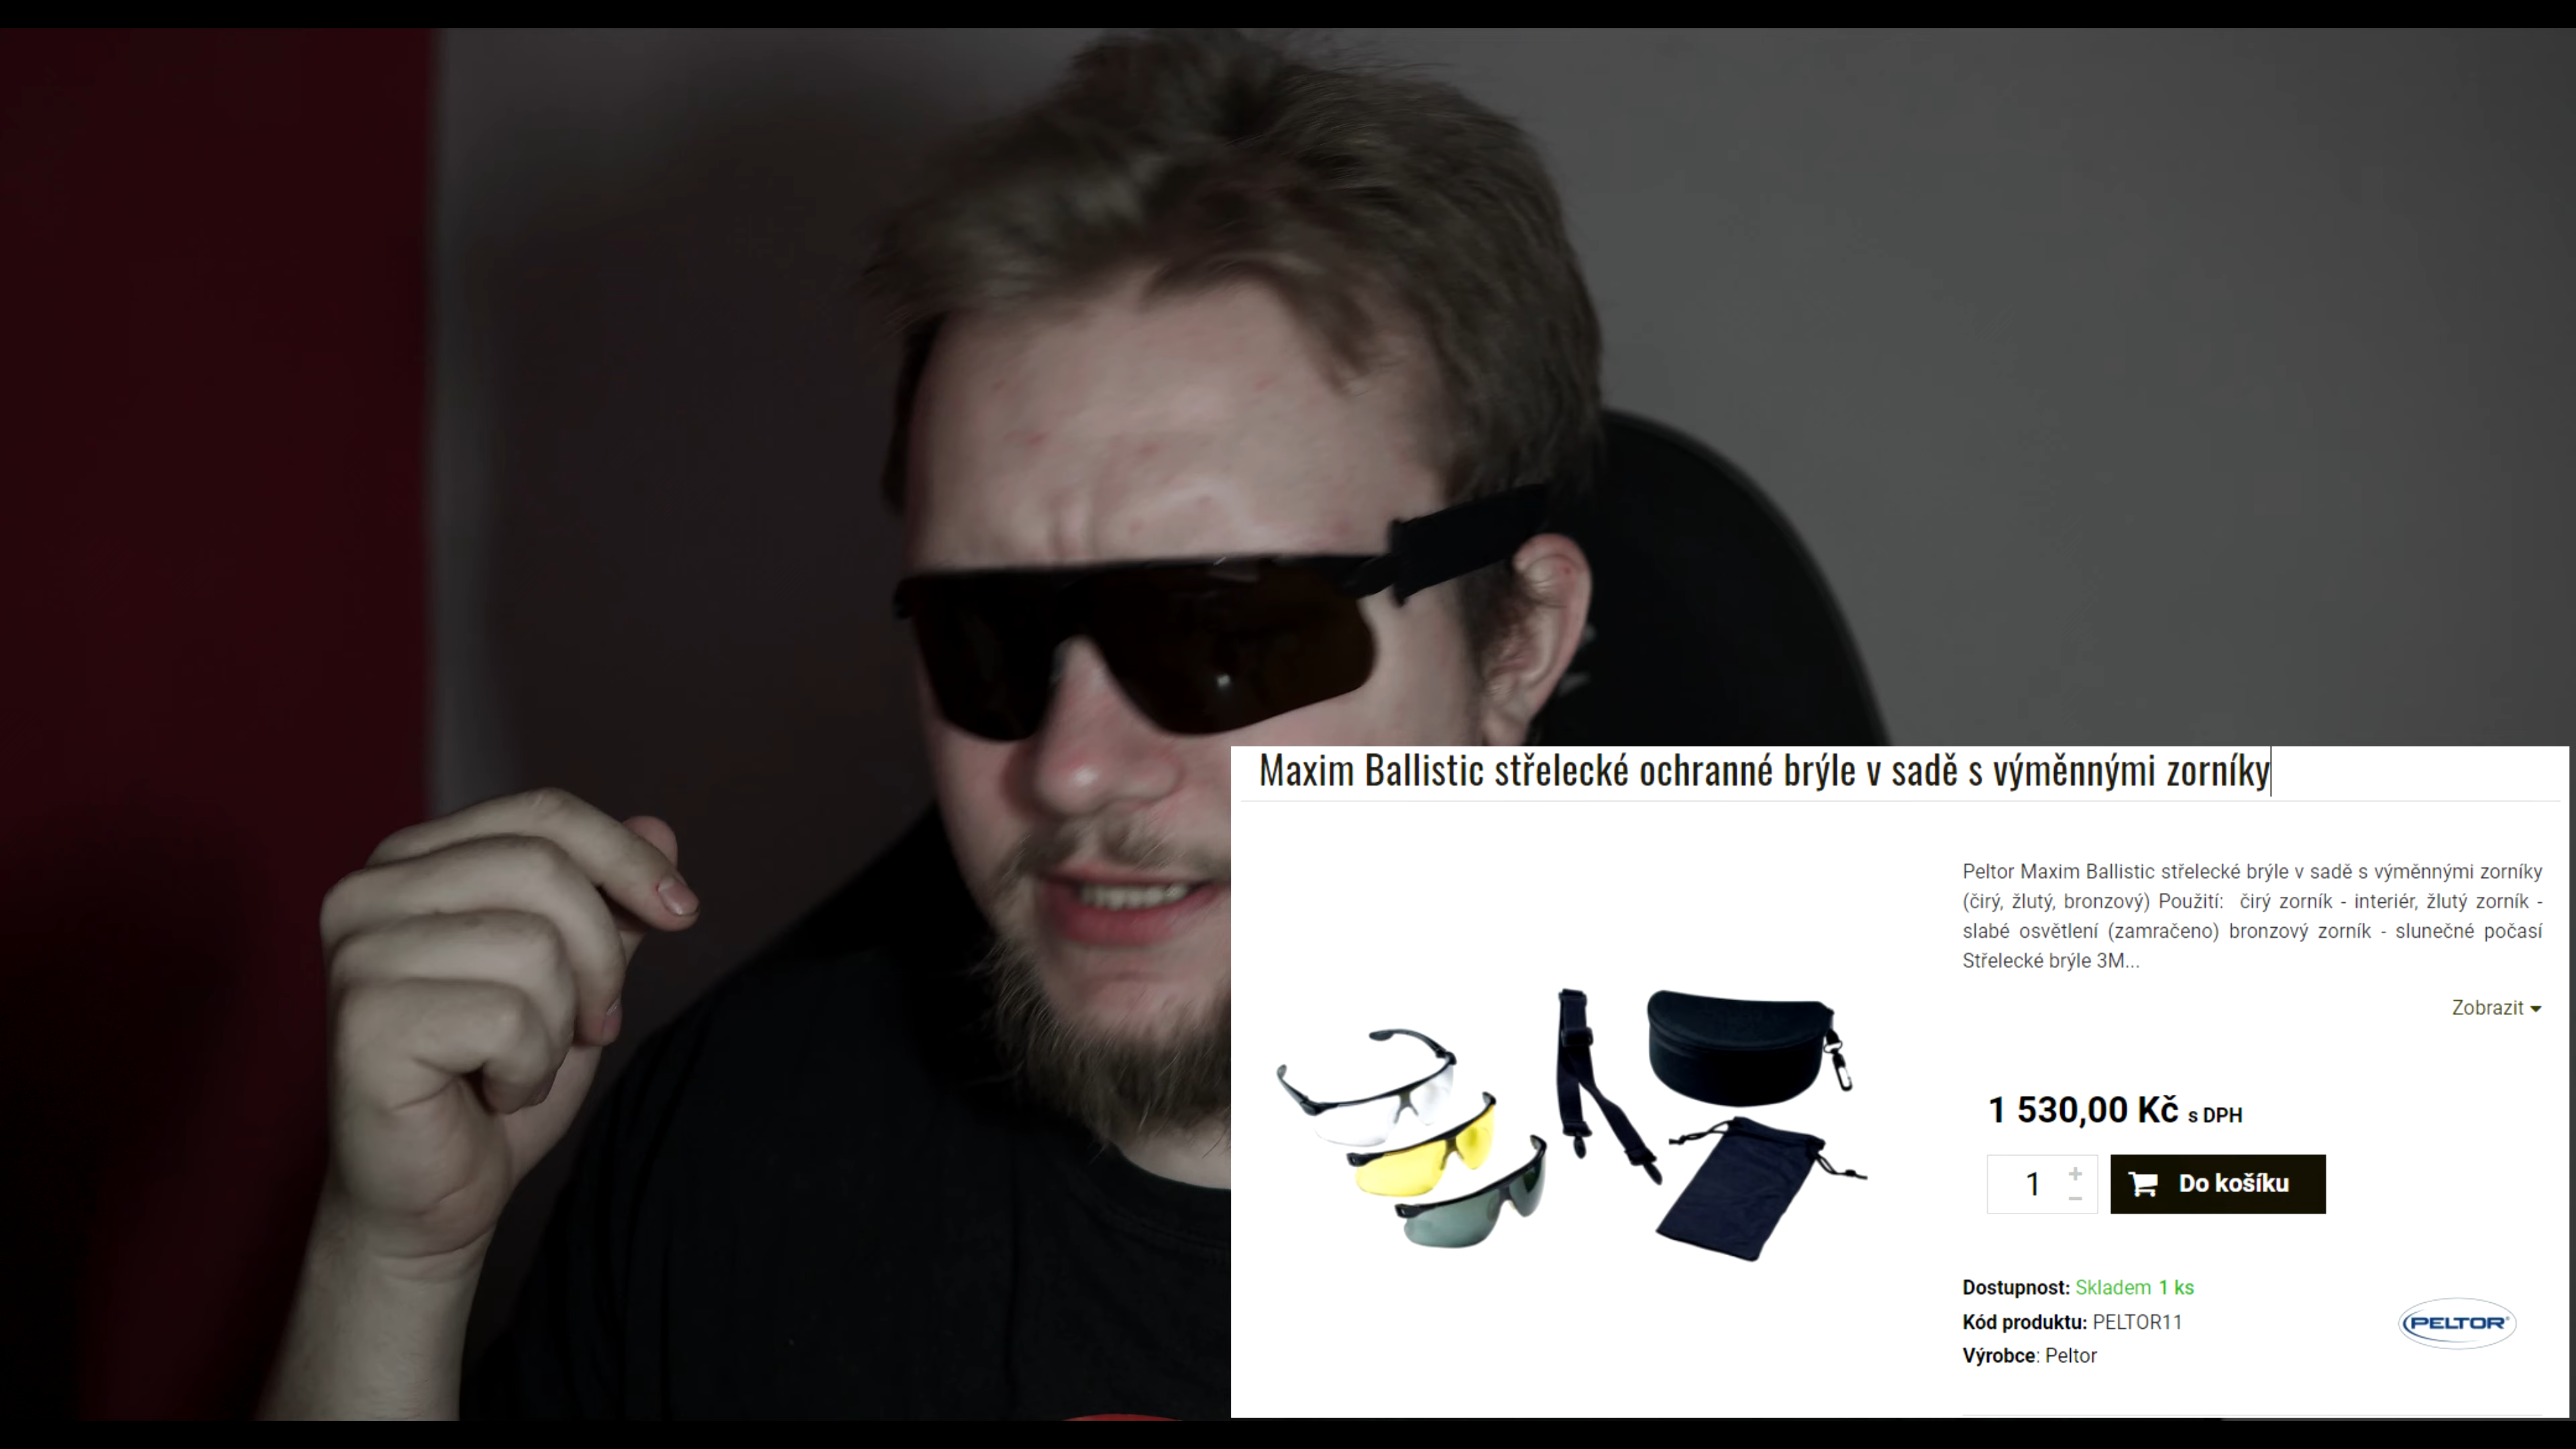 Maxim Ballistic střelecké ochranné brýle v sadě s výměnnými zorníky
Peltor Maxim Ballistic střelecké brýle v sadě s výměnnými zorníky
(čirý, žlutý, bronzový) Použití: čirý zorník - interiér, žlutý zorník -
slabé osvětlení (zamračeno) bronzový zorník - slunečné počasí
Střelecké brýle 3M...
Zobrazit
1 530,00 Kč s DPH
1 + −
Do košíku
Dostupnost: Skladem 1 ks
Kód produktu: PELTOR11
PELTOR®
Výrobce: Peltor